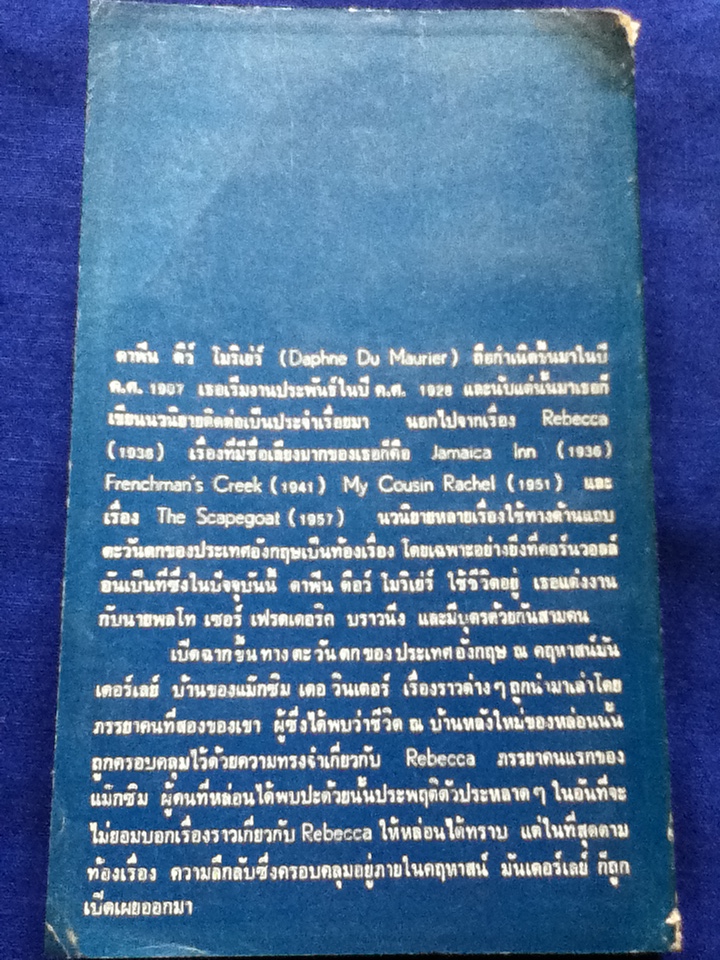 ดาฟีน ดิว์ โมริเย่ร์ (Daphne Du Maurier) ถือกำเนิดขึ้นมาในปี
ค.ศ. 1907 เธอเริ่มงานประพันธ์ในปี ค.ศ. 1928 และนับแต่นั้นมาเธอก็
เขียนนวนิยายติดต่อเป็นประจำเรื่อยมา นอกไปจากเรื่อง Rebecca
(1938) เรื่องที่มีชื่อเสียงมากของเธอก็คือ Jamaica Inn (1936)
Frenchman's Creek (1941) My Cousin Rachel (1951) และ
เรื่อง The Scapegoat (1957) นวนิยายหลายเรื่องใช้ทางด้านแถบ
ตะวันตกของประเทศอังกฤษเป็นท้องเรื่อง โดยเฉพาะอย่างยิ่งที่คอร์นวอลล์
อันเป็นที่ซึ่งในปัจจุบันนี้ ดาฟีน ดือว์ โมริเย่ร์ ใช้ชีวิตอยู่ เธอแต่งงาน
กับนายพลโท เซอร์ เฟรดเดอริค บราวนิ่ง และมีบุตรด้วยกันสามคน
เปิดฉากขึ้นทางตะวันตกของประเทศอังกฤษ ณ คฤหาสน์มัน
เดอร์เลย์ บ้านของแม๊กซิม เดอ วินเตอร์ เรื่องราวต่างๆ ถูกนำมาเล่าโดย
ภรรยาคนที่สองของเขา ผู้ซึ่งได้พบว่าชีวิต ณ บ้านหลังใหม่ของหล่อนนั้น
ถูกครอบคลุมไว้ด้วยความทรงจำเกี่ยวกับ Rebecca ภรรยาคนแรกของ
แม๊กซิม ผู้คนที่หล่อนได้พบปะด้วยนั้นประพฤติตัวประหลาดๆ ในอันที่จะ
ไม่ยอมบอกเรื่องราวเกี่ยวกับ Rebecca ให้หล่อนได้ทราบ แต่ในที่สุดตาม
ท้องเรื่อง ความลึกลับซึ่งครอบคลุมอยู่ภายในคฤหาสน์ มันเดอร์เลย์ ก็ถูก
เปิดเผยออกมา